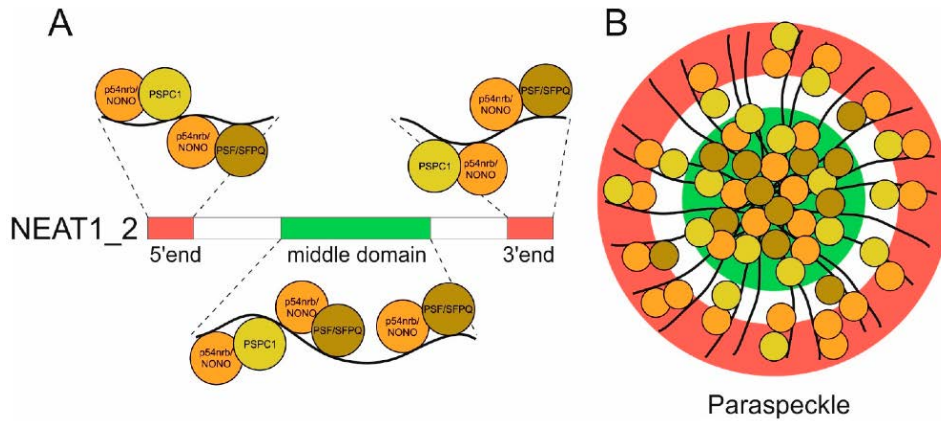 A
B
p54nrb/
NONO
PSPC1
p54nrb/
NONO
PSF/SFPQ
p54nrb/
NONO
PSF/SFPQ
PSPC1
p54nrb/
NONO
NEAT1_2
5'end
middle domain
3'end
p54nrb/
NONO
PSPC1
p54nrb/
NONO
PSF/SFPQ
p54nrb/
NONO
PSF/SFPQ
Paraspeckle